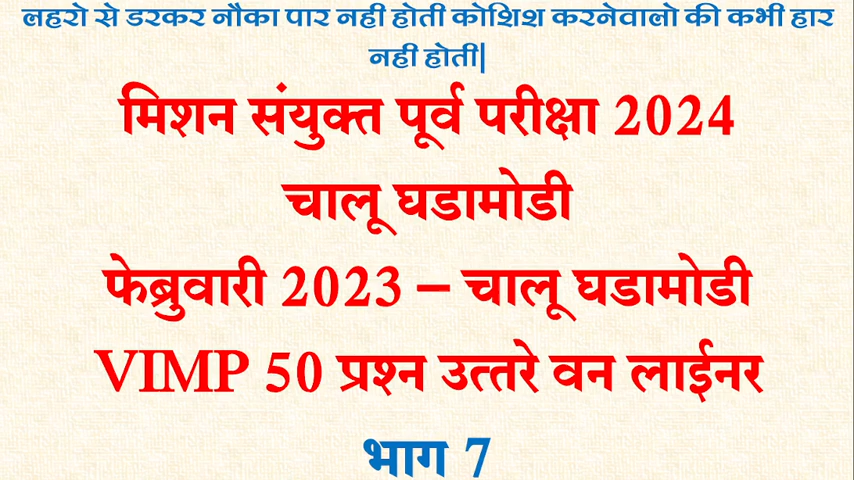 लहरो से डरकर नौका पार नही होती कोशिश करनेवालो की कभी हार
नही होती|
मिशन संयुक्त पूर्व परीक्षा 2024
चालू घडामोडी
फेब्रुवारी 2023 – चालू घडामोडी
VIMP 50 प्रश्न उत्तरे वन लाईनर
भाग 7